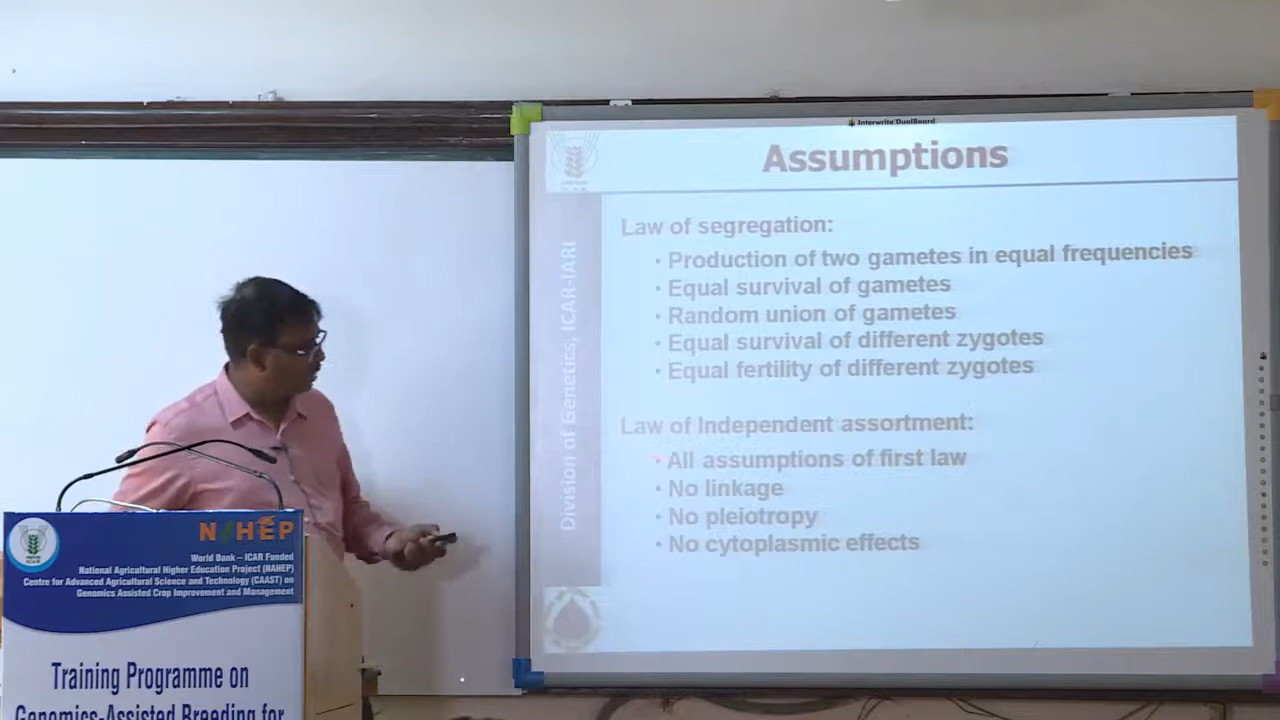 Interwrite DualBoard
Assumptions
Law of segregation:
• Production of two gametes in equal frequencies
• Equal survival of gametes
• Random union of gametes
• Equal survival of different zygotes
• Equal fertility of different zygotes
Law of Independent assortment:
• All assumptions of first law
• No linkage
• No pleiotropy
• No cytoplasmic effects
Division of Genetics, ICAR-IARI
NAHEP
World Bank – ICAR Funded
National Agricultural Higher Education Project (NAHEP)
Centre for Advanced Agricultural Science and Technology (CAAST) on
Genomics Assisted Crop Improvement and Management
Training Programme on
Genomics-Assisted Breeding for